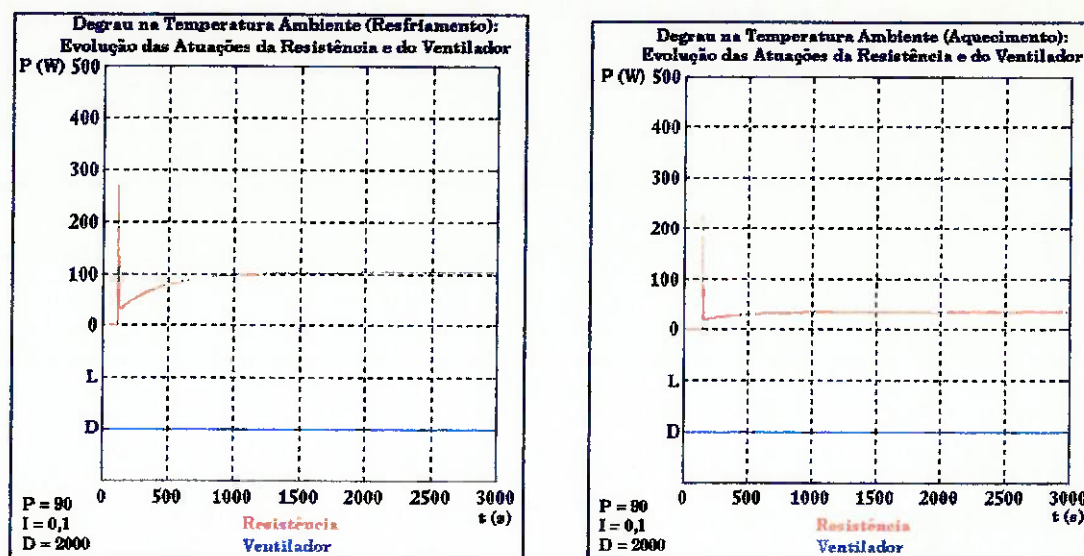 Degrau na Temperatura Ambiente (Resfriamento):
Evolução das Atuações da Resistência e do Ventilador
P (W) 500
400
300
200
100
0
L
D
0 500 1000 1500 2000 2500 3000
t (s)
P = 90
I = 0,1
D = 2000
Resistência
Ventilador
Degrau na Temperatura Ambiente (Aquecimento):
Evolução das Atuações da Resistência e do Ventilador
P (W) 500
400
300
200
100
0
L
D
0 500 1000 1500 2000 2500 3000
t (s)
P = 90
I = 0,1
D = 2000
Resistência
Ventilador